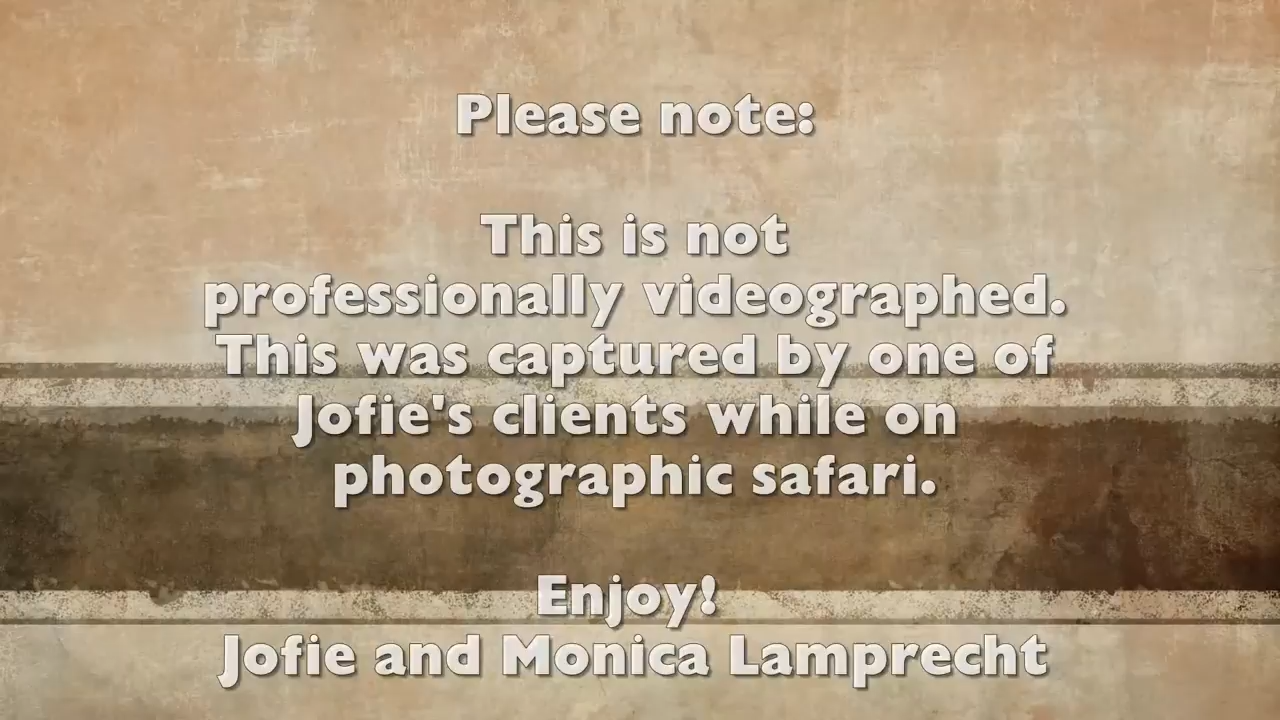 Please note:
This is not
professionally videographed.
This was captured by one of
Jofie's clients while on
photographic safari.
Enjoy!
Jofie and Monica Lamprecht